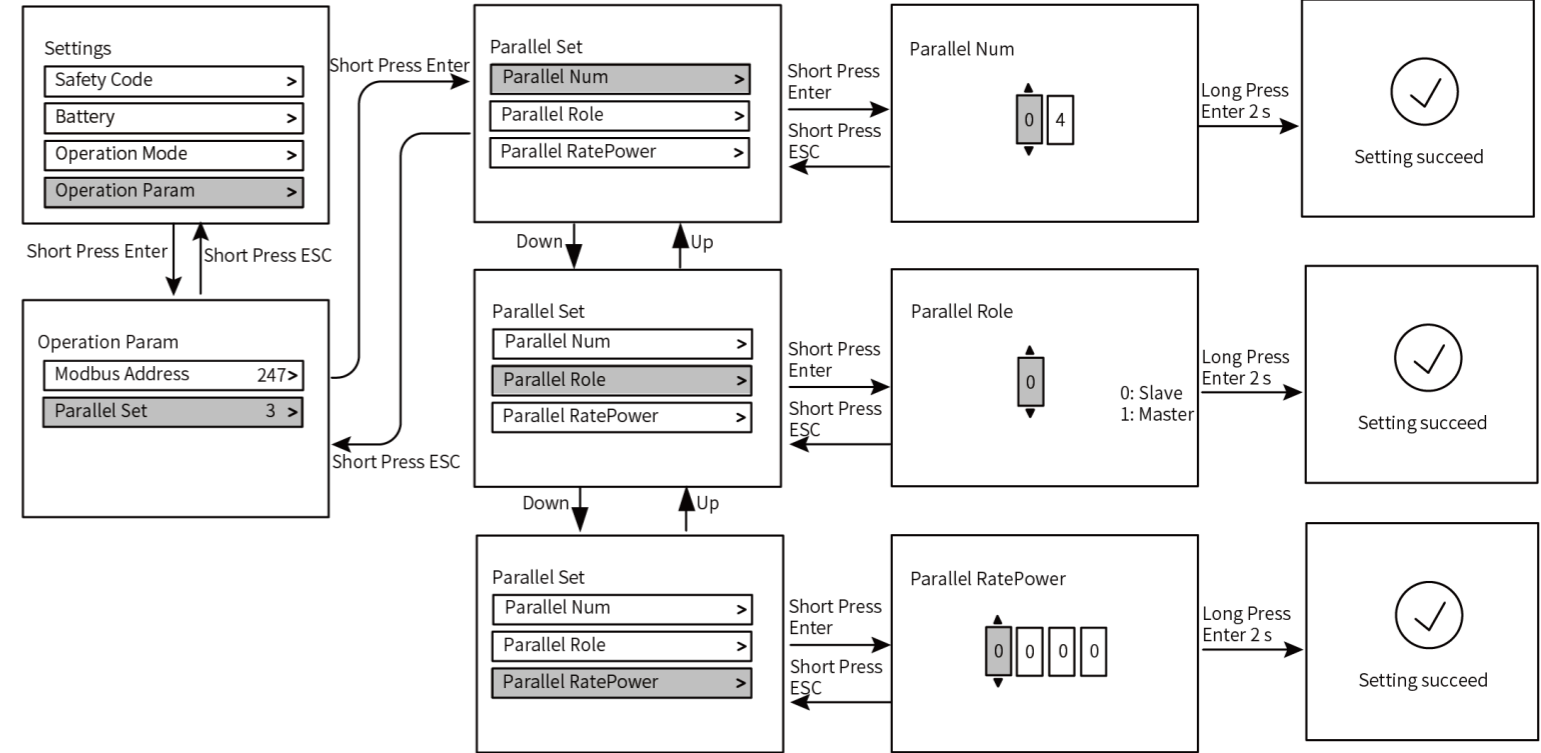 Settings
Safety Code >
Battery >
Operation Mode >
Operation Param >
Short Press Enter
Short Press ESC
Operation Param
Modbus Address 247>
Parallel Set 3 >
Short Press Enter
Short Press ESC
Parallel Set
Parallel Num >
Parallel Role >
Parallel RatePower >
Short Press
Enter
Short Press
ESC
Parallel Num
0 4
Long Press
Enter 2 s
Setting succeed
Down
Up
Parallel Set
Parallel Num >
Parallel Role >
Parallel RatePower >
Short Press
Enter
Short Press
ESC
Parallel Role
0
0: Slave
1: Master
Long Press
Enter 2 s
Setting succeed
Down
Up
Parallel Set
Parallel Num >
Parallel Role >
Parallel RatePower >
Short Press
Enter
Short Press
ESC
Parallel RatePower
0 0 0 0
Long Press
Enter 2 s
Setting succeed